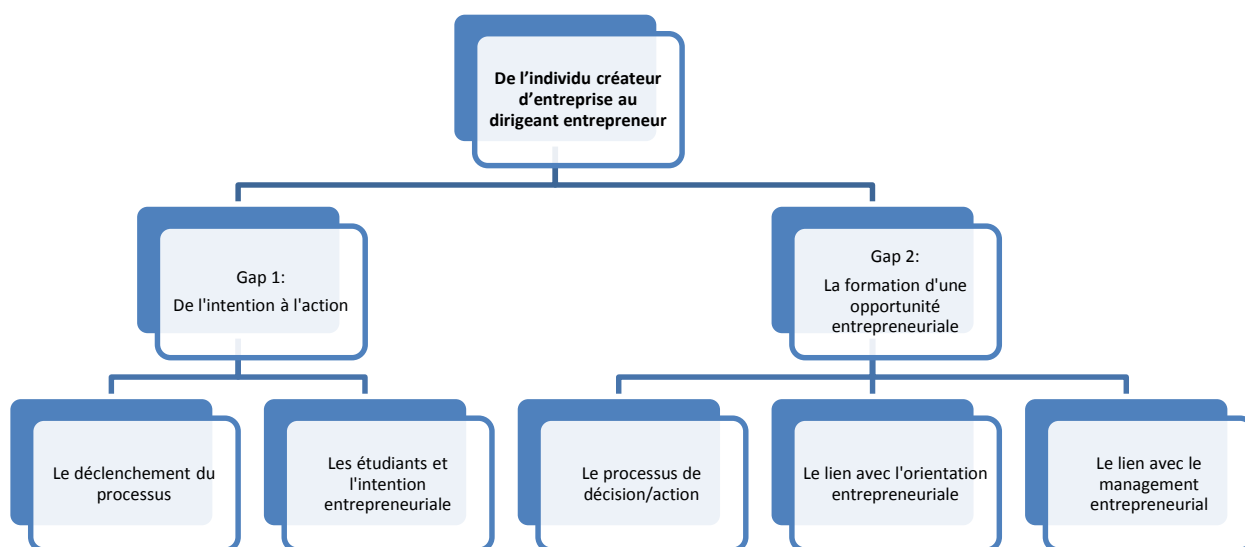 De l’individu créateur
d’entreprise au
dirigeant entrepreneur
Gap 1:
De l'intention à l'action
Gap 2:
La formation d'une
opportunité
entrepreneuriale
Le déclenchement du
processus
Les étudiants et
l'intention
entrepreneuriale
Le processus de
décision/action
Le lien avec l'orientation
entrepreneuriale
Le lien avec le
management
entrepreneurial